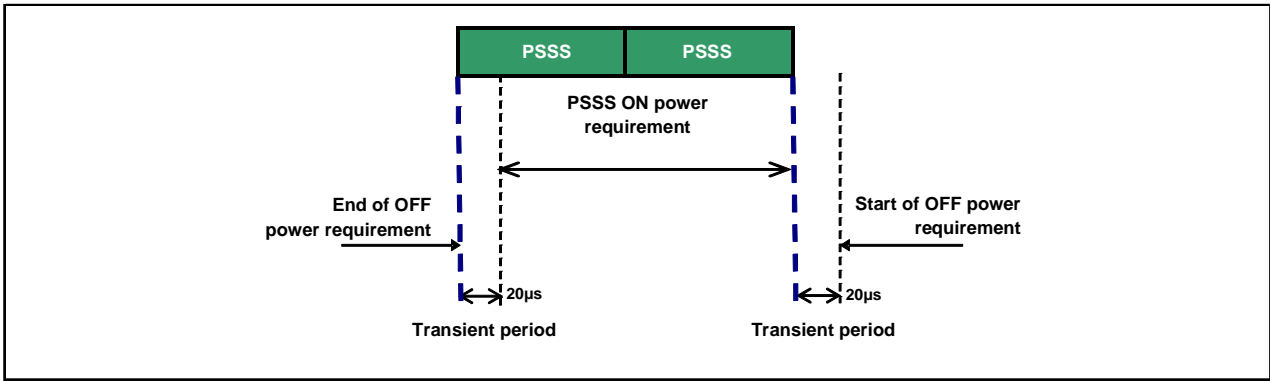 PSSS PSSS
PSSS ON power
requirement
End of OFF
power requirement
Start of OFF power
requirement
20µs
20µs
Transient period
Transient period